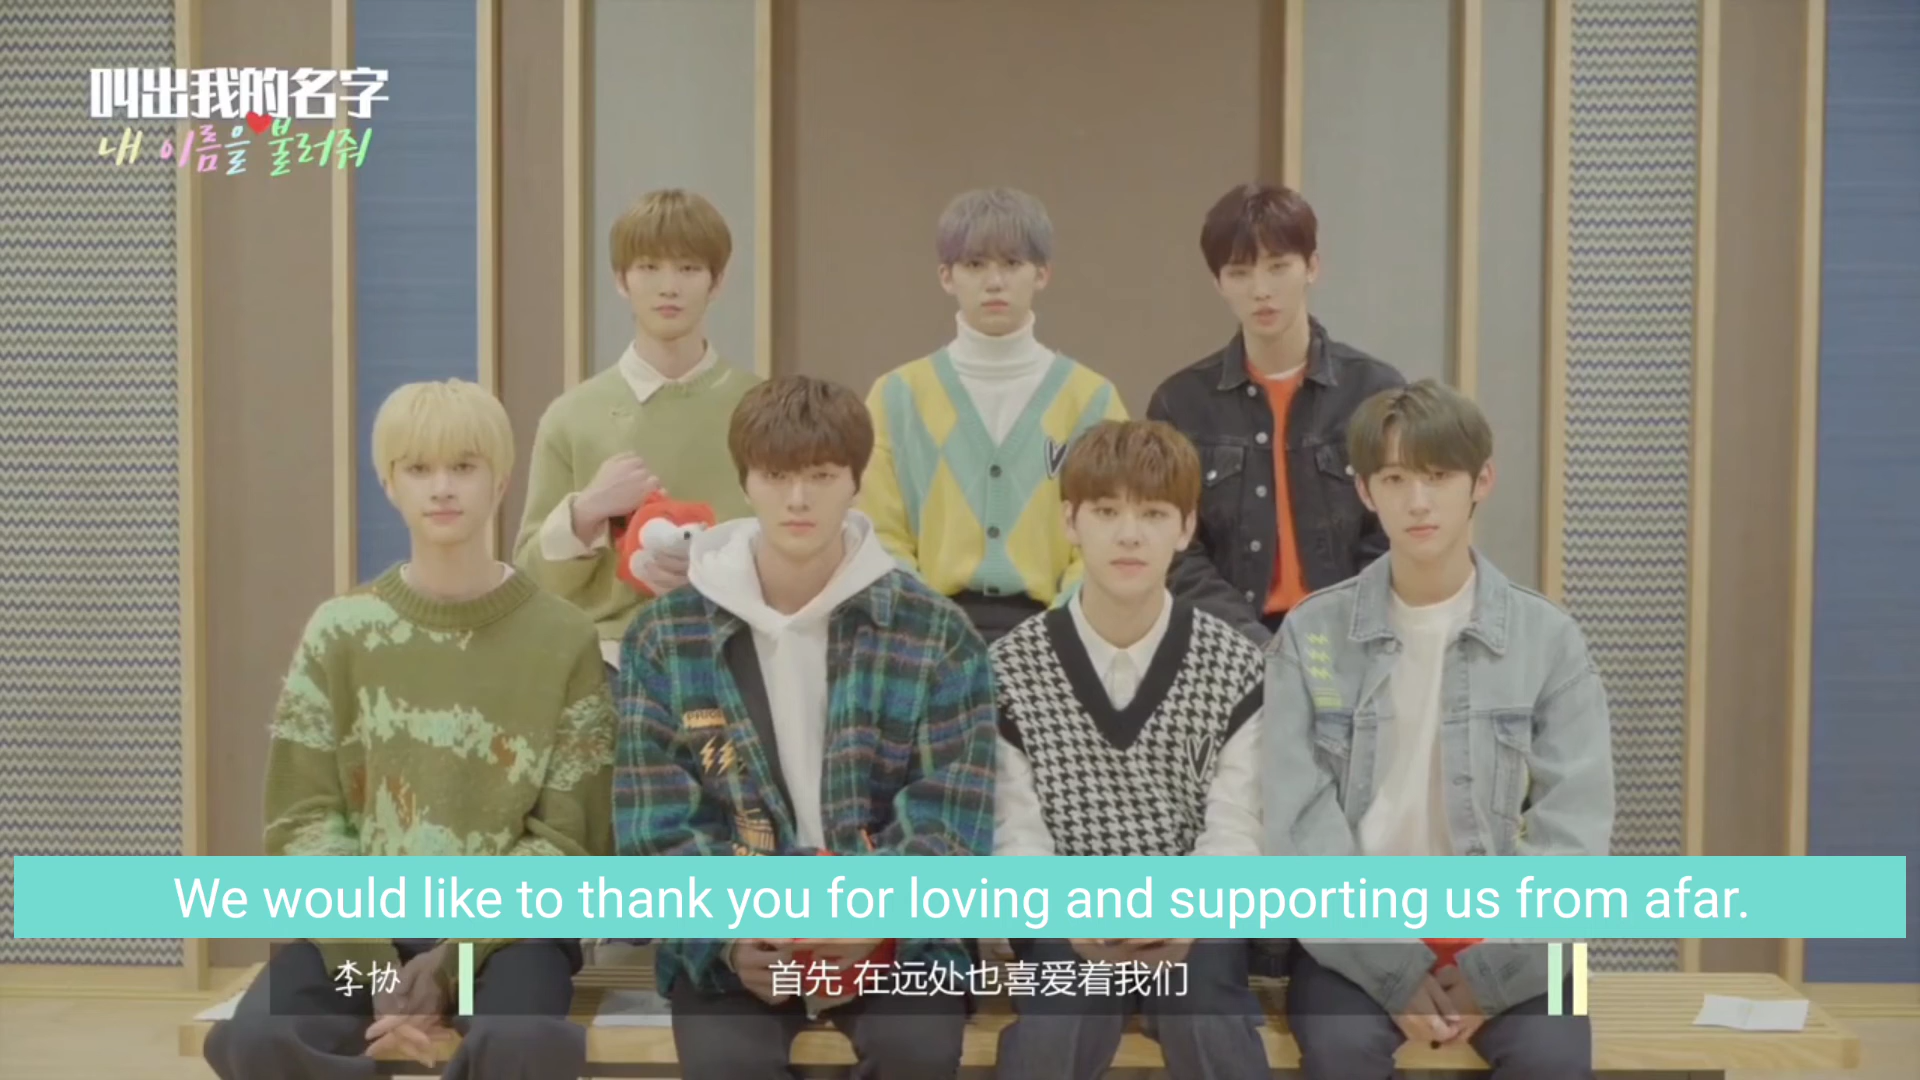 叫出我的名字
내 이름을 불러줘
We would like to thank you for loving and supporting us from afar.
李协
首先 在远处也喜爱着我们